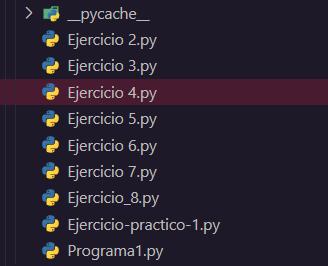 __pycache__
Ejercicio 2.py
Ejercicio 3.py
Ejercicio 4.py
Ejercicio 5.py
Ejercicio 6.py
Ejercicio 7.py
Ejercicio_8.py
Ejercicio-practico-1.py
Programa1.py